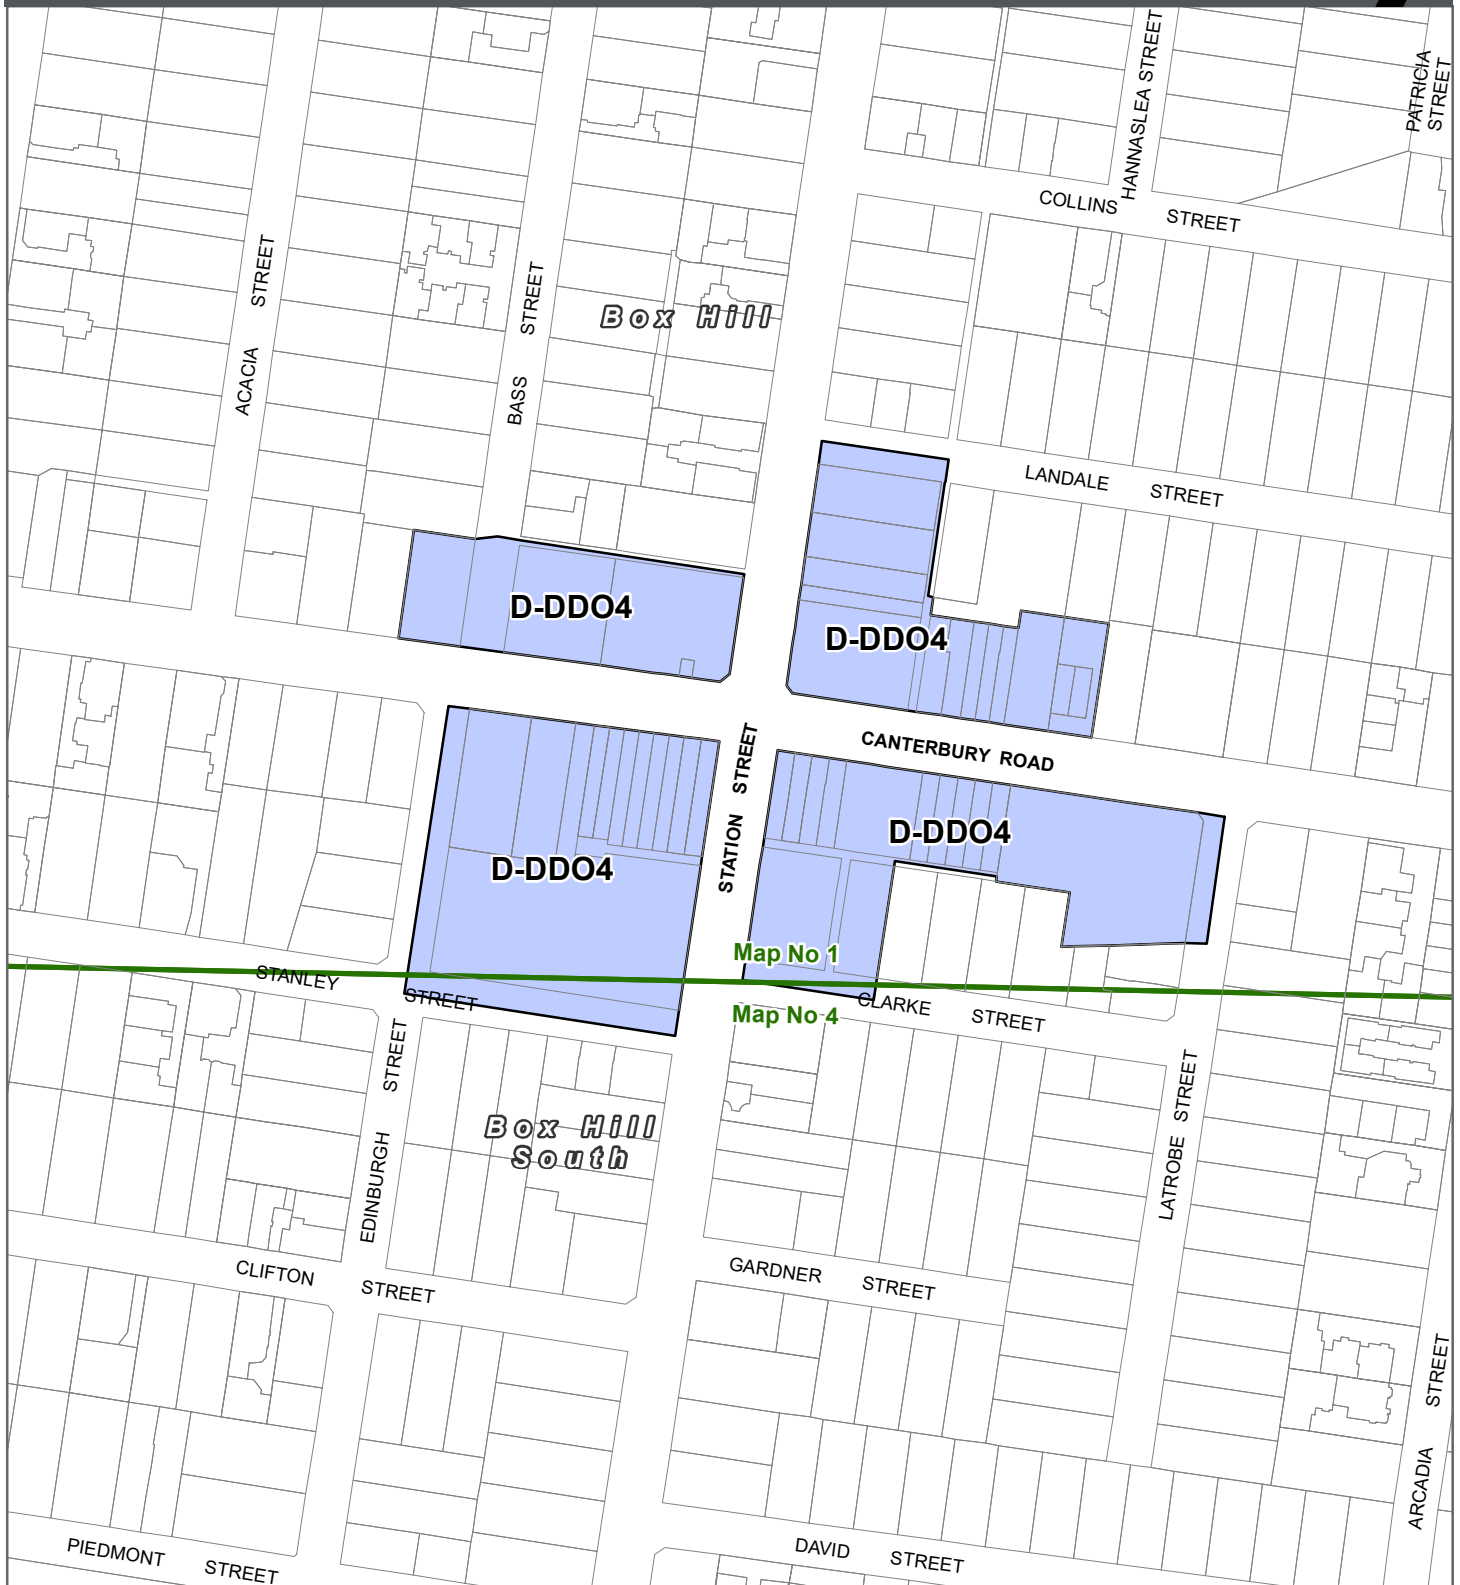 HANNASLEA STREET
PATRICIA
STREET
COLLINS STREET
ACACIA STREET
BASS STREET
Box Hill
LANDALE STREET
D-DDO4
D-DDO4
CANTERBURY ROAD
STATION STREET
D-DDO4
D-DDO4
Map No 1
STANLEY STREET
Map No 4
CLARKE STREET
EDINBURGH STREET
LATROBE STREET
Box Hill
South
CLIFTON STREET
GARDNER STREET
ARCADIA STREET
PIEDMONT STREET
DAVID STREET